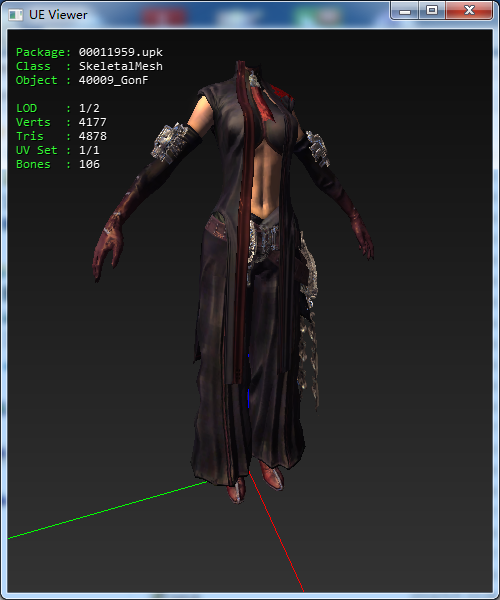 UE Viewer
Package: 00011959.upk
Class : SkeletalMesh
Object : 40009_GonF
LOD : 1/2
Verts : 4177
Tris : 4878
UV Set : 1/1
Bones : 106